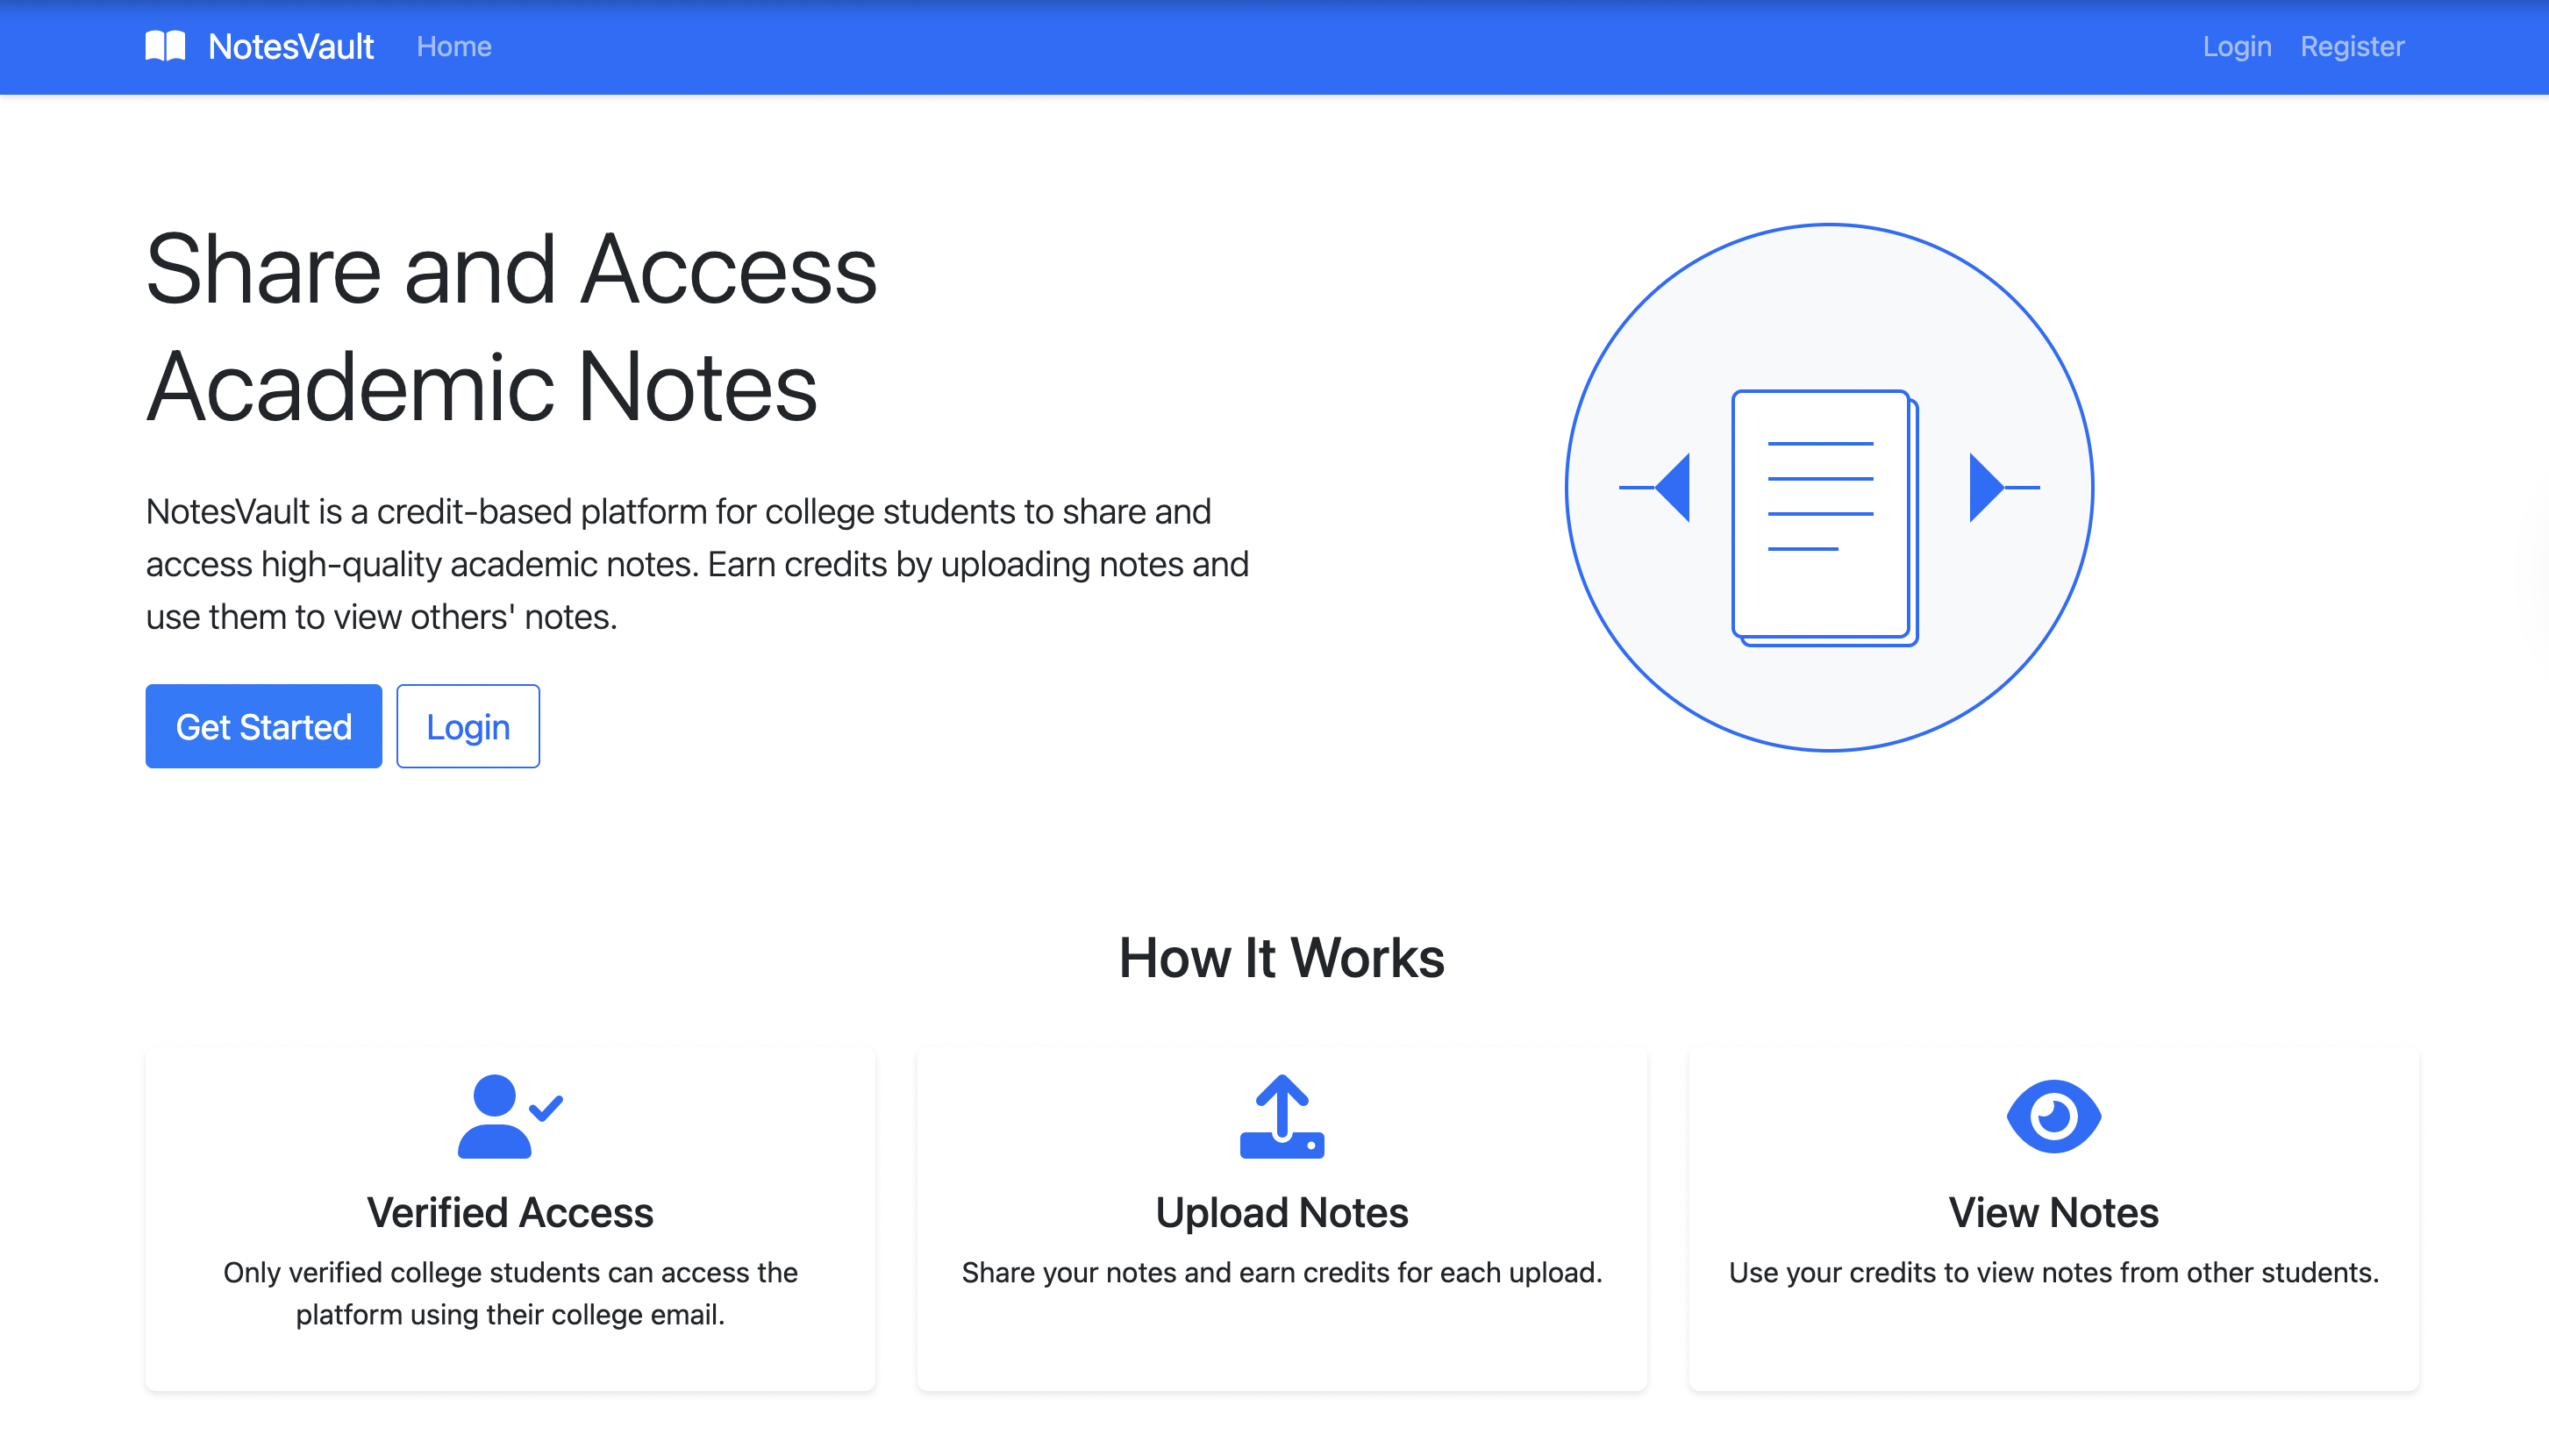 NotesVault Home Login Register
Share and Access
Academic Notes
NotesVault is a credit-based platform for college students to share and
access high-quality academic notes. Earn credits by uploading notes and
use them to view others' notes.
Get Started Login
How It Works
Verified Access
Only verified college students can access the
platform using their college email.
Upload Notes
Share your notes and earn credits for each upload.
View Notes
Use your credits to view notes from other students.